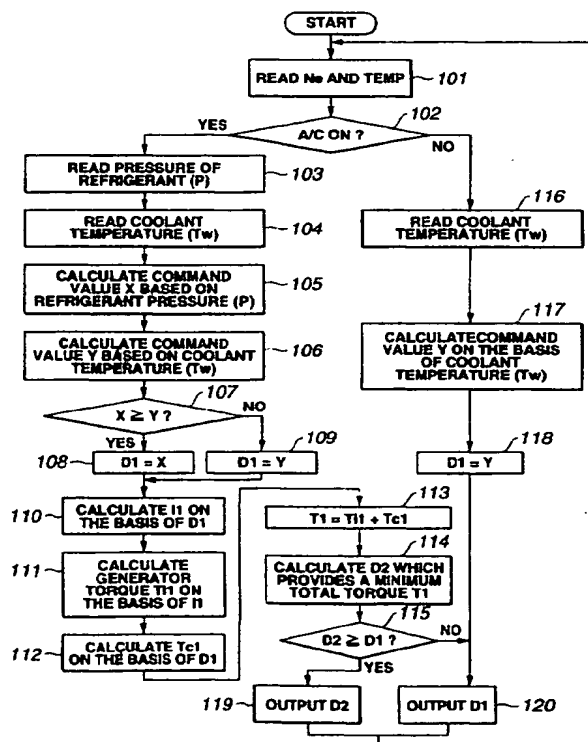 START
READ Ne AND TEMP
101
102
A/C ON ?
YES
NO
READ PRESSURE OF
REFRIGERANT (P)
103
READ COOLANT
TEMPERATURE (Tw)
104
CALCULATE COMMAND
VALUE X BASED ON
REFRIGERANT PRESSURE (P)
105
CALCULATE COMMAND
VALUE Y BASED ON COOLANT
TEMPERATURE (Tw)
106
107
X ≧ Y ?
YES
NO
108
D1 = X
109
D1 = Y
110
CALCULATE I1 ON
THE BASIS OF D1
111
CALCULATE
GENERATOR
TORQUE Ti1 ON
THE BASIS OF I1
112
CALCULATE Tc1
ON THE BASIS OF D1
113
T1 = Ti1 + Tc1
114
CALCULATE D2 WHICH
PROVIDES A MINIMUM
TOTAL TORQUE T1
115
D2 ≧ D1 ?
NO
YES
116
READ COOLANT
TEMPERATURE (Tw)
117
CALCULATECOMMAND
VALUE Y ON THE BASIS
OF COOLANT
TEMPERATURE (Tw)
118
D1 = Y
119
OUTPUT D2
OUTPUT D1
120